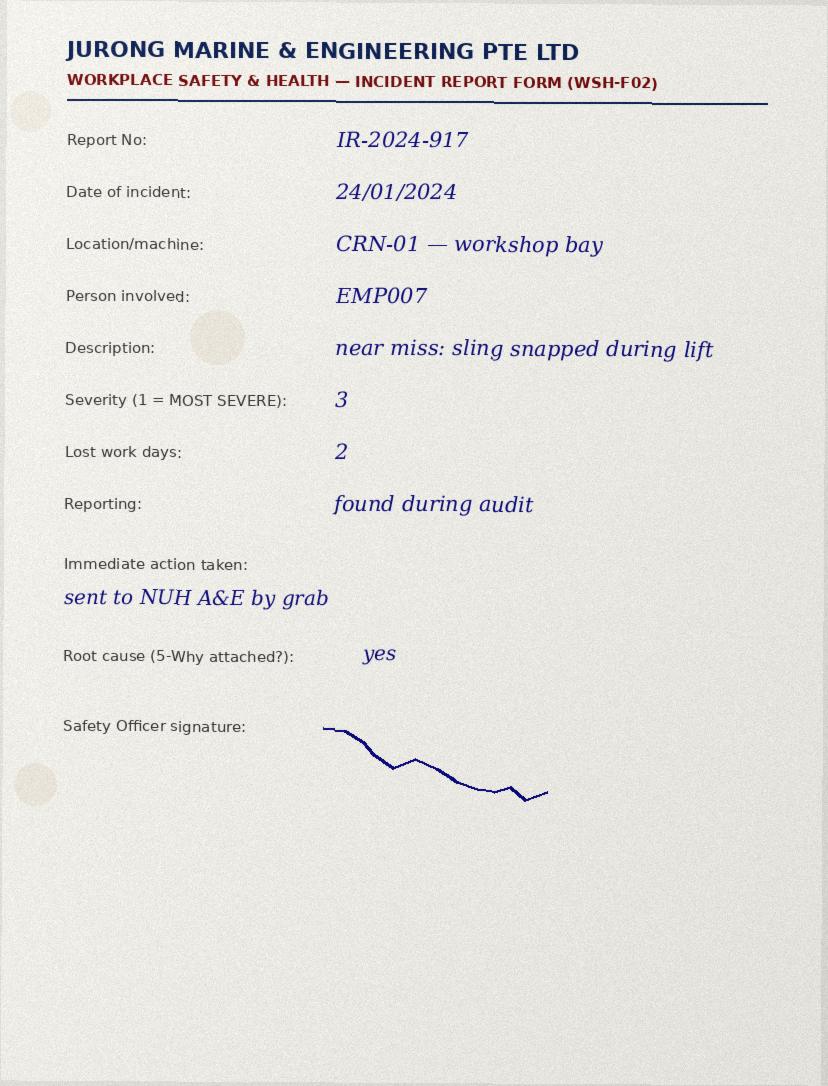 JURONG MARINE & ENGINEERING PTE LTD
WORKPLACE SAFETY & HEALTH — INCIDENT REPORT FORM (WSH-F02)
Report No: IR-2024-917
Date of incident: 24/01/2024
Location/machine: CRN-01 — workshop bay
Person involved: EMP007
Description: near miss: sling snapped during lift
Severity (1 = MOST SEVERE): 3
Lost work days: 2
Reporting: found during audit
Immediate action taken:
sent to NUH A&E by grab
Root cause (5-Why attached?): yes
Safety Officer signature: